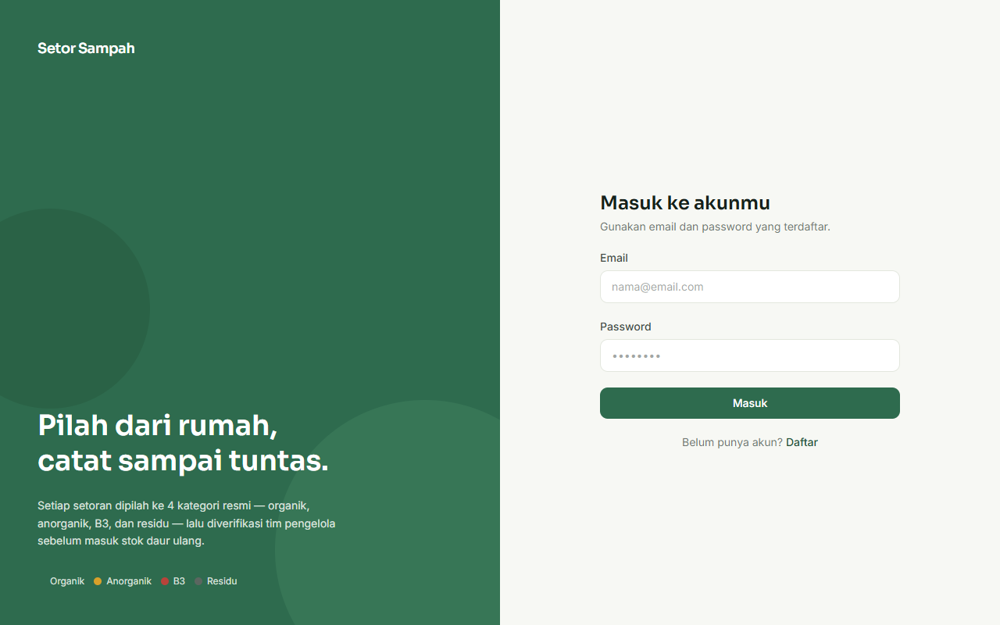 Setor Sampah
Pilah dari rumah,
catat sampai tuntas.
Setiap setoran dipilah ke 4 kategori resmi — organik,
anorganik, B3, dan residu — lalu diverifikasi tim pengelola
sebelum masuk stok daur ulang.
Organik Anorganik B3 Residu
Masuk ke akunmu
Gunakan email dan password yang terdaftar.
Email
nama@email.com
Password
••••••••
Masuk
Belum punya akun? Daftar